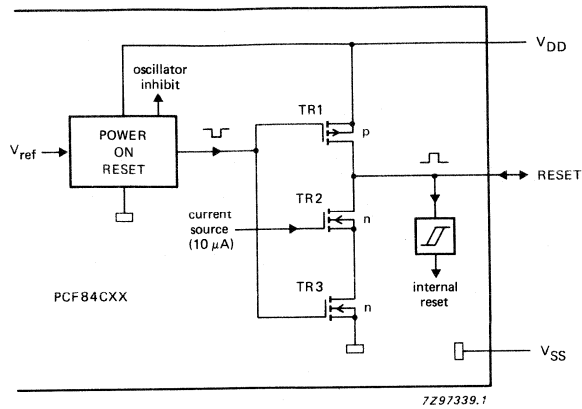 V_DD
oscillator
inhibit
TR1
p
POWER
ON
RESET
V_ref
RESET
TR2
n
current
source
(10 μA)
internal
reset
TR3
n
PCF84CXX
V_SS
7Z97339.1